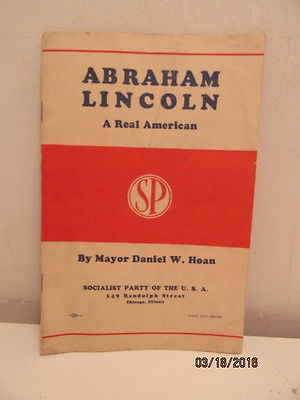 ABRAHAM
LINCOLN
A Real American
SP
By Mayor Daniel W. Hoan
SOCIALIST PARTY OF THE U. S. A.
549 Randolph Street
Chicago, Illinois
03/18/2016